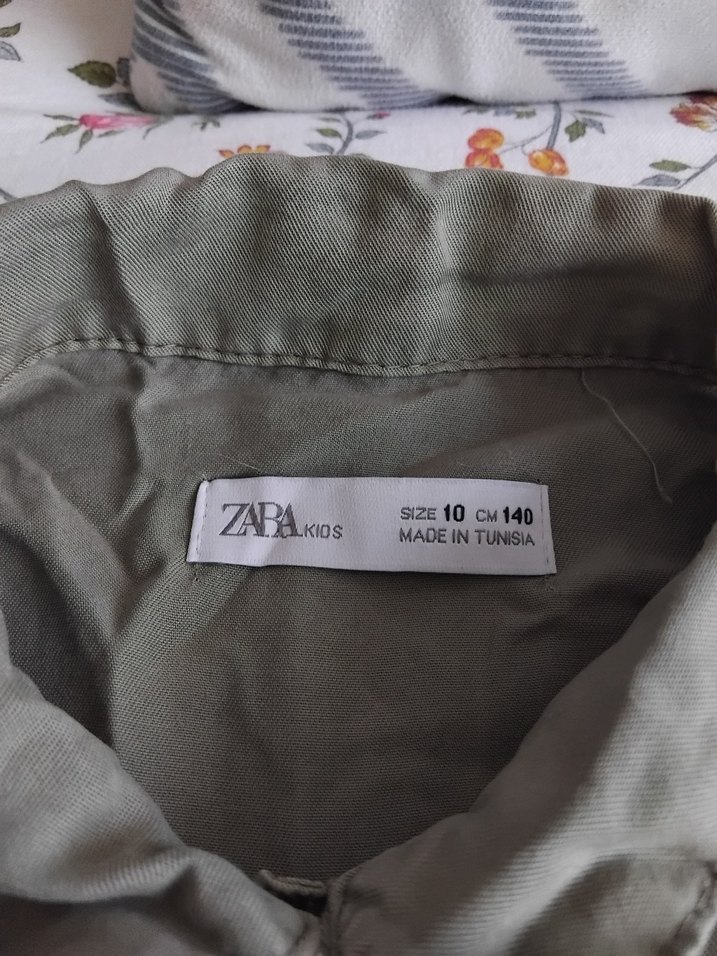 ZARA KIDS
SIZE 10 CM 140
MADE IN TUNISIA